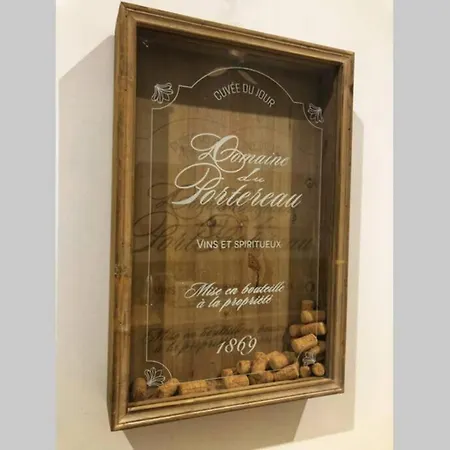 CUVÉE DU JOUR
Domaine
du
Portereau
VINS ET SPIRITUEUX
Mise en bouteille
à la propriété
1869